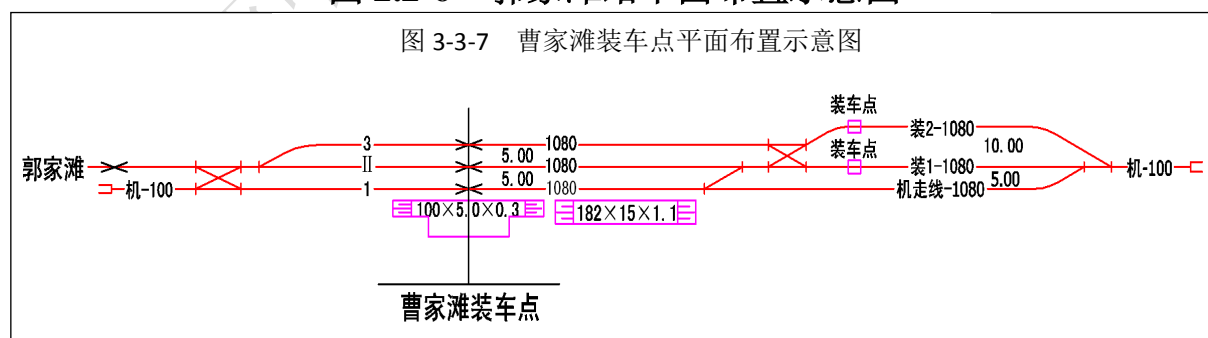 图 3-3-7 曹家滩装车点平面布置示意图
装车点
3
1080
装2-1080
5.00
10.00
郭家滩
Ⅱ
1080
装车点
装1-1080
机-100
5.00
5.00
机-100
1
1080
机走线-1080
100×5.0×0.3
182×15×1.1
曹家滩装车点